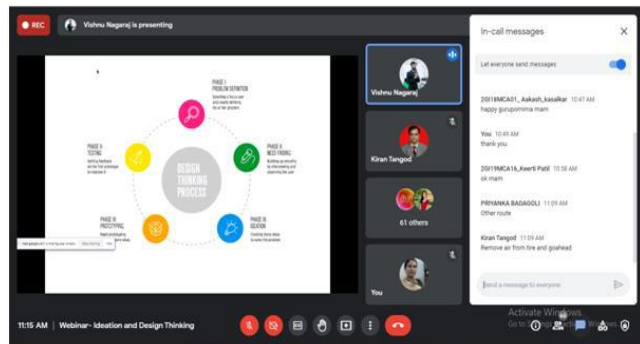 REC
Vishnu Nagaraj is presenting
PHASE I
PROBLEM DEFINITION
PHASE II
NEED FINDING
PHASE III
IDEATION
PHASE IV
PROTOTYPING
PHASE V
TESTING
DESIGN
THINKING
PROCESS
Vishnu Nagaraj
Kiran Tangod
61 others
You
In-call messages
Let everyone send messages
2GI18MCA01_ Aakash_kasalkar 10:47 AM
happy gurupornima mam
You 10:49 AM
thank you
2GI19MCA16_Keerti Patil 10:58 AM
ok mam
PRIYANKA BADAGOLI 11:09 AM
Other route
Kiran Tangod 11:09 AM
Remove air from tire and goahead
Send a message to everyone
Activate Windows
11:15 AM | Webinar- Ideation and Design Thinking